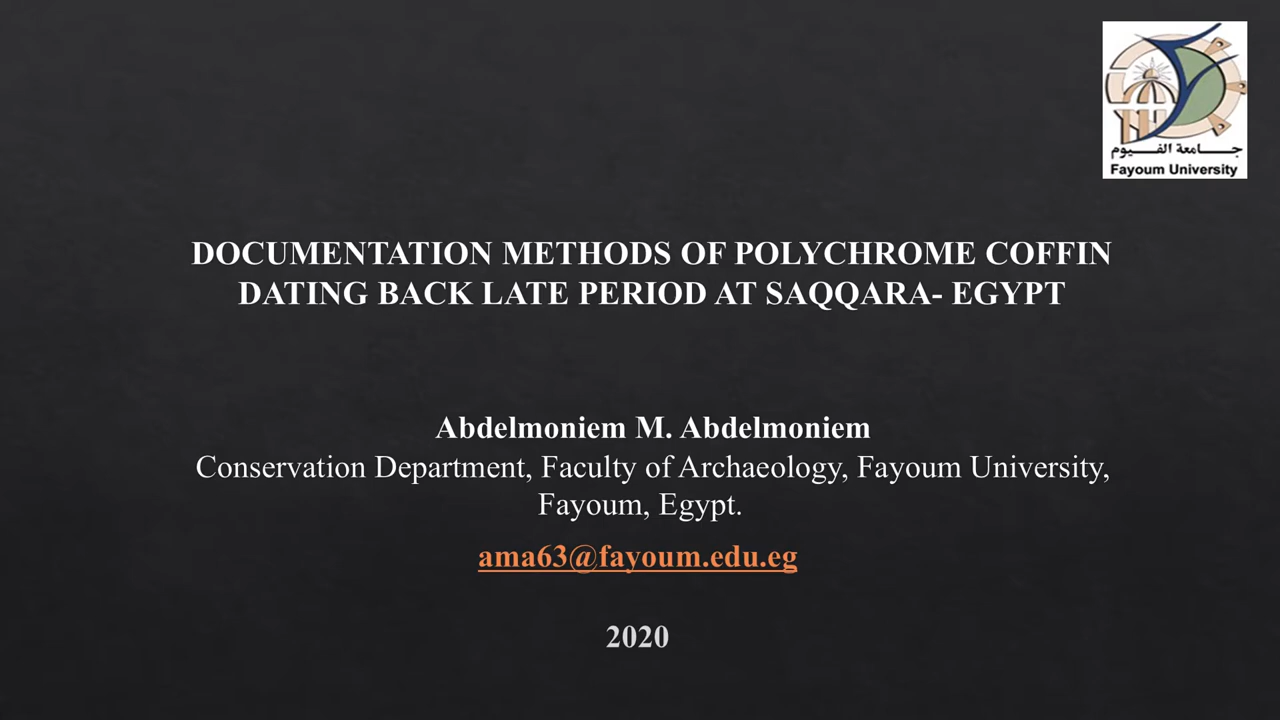 جامعة الفيوم
Fayoum University
DOCUMENTATION METHODS OF POLYCHROME COFFIN
DATING BACK LATE PERIOD AT SAQQARA- EGYPT
Abdelmoniem M. Abdelmoniem
Conservation Department, Faculty of Archaeology, Fayoum University,
Fayoum, Egypt.
ama63@fayoum.edu.eg
2020